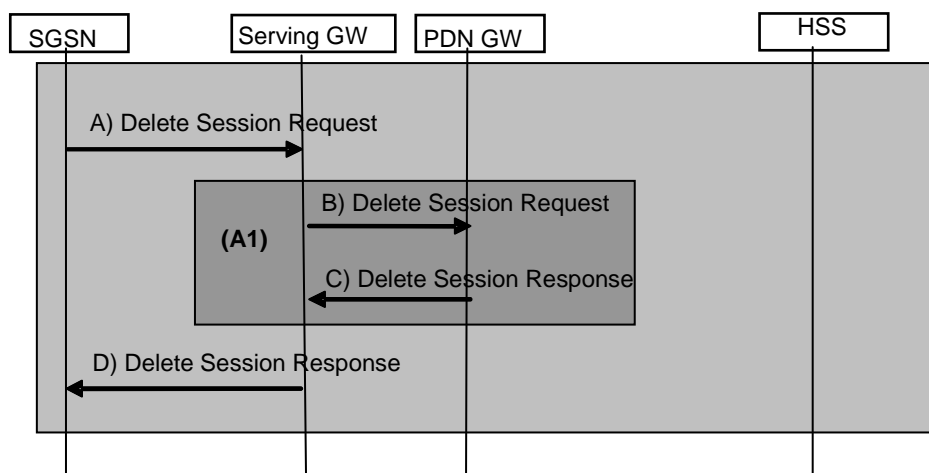 SGSN
Serving GW
PDN GW
HSS
A) Delete Session Request
B) Delete Session Request
(A1)
C) Delete Session Response
D) Delete Session Response